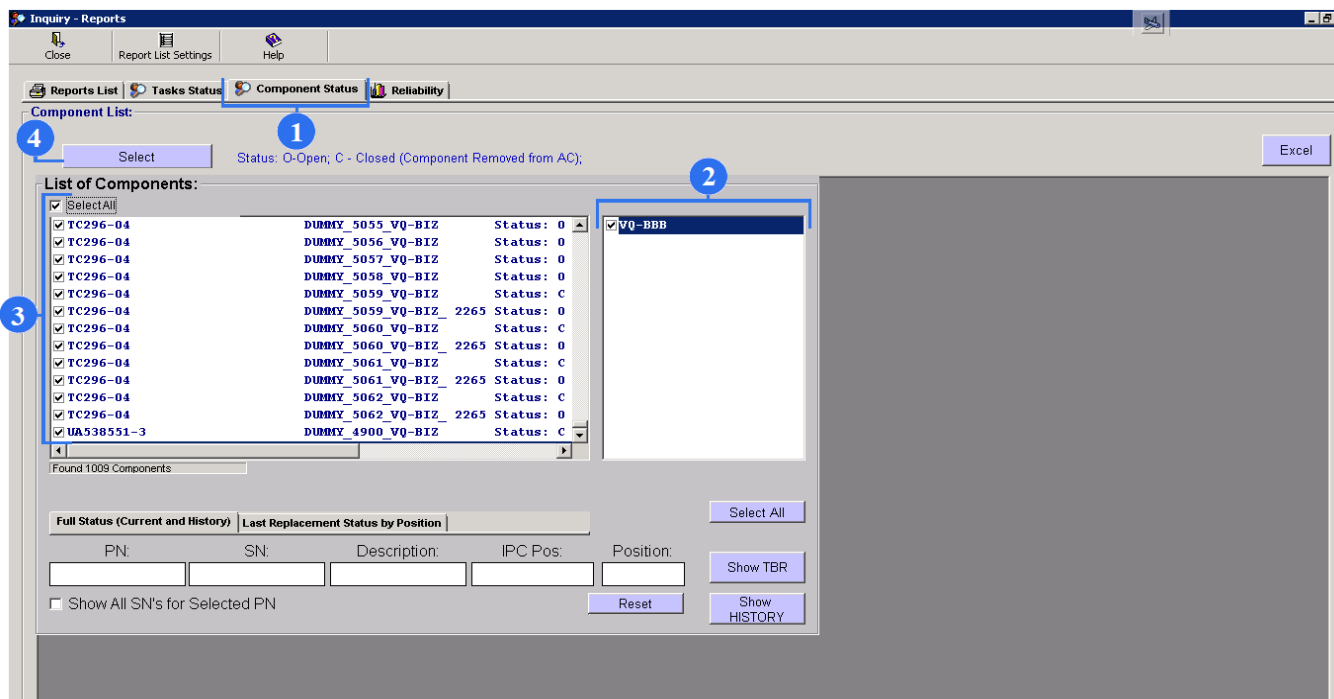 Inquiry - Reports
Close Report List Settings Help
Reports List Tasks Status Component Status Reliability
Component List:
1
4
Select Status: O-Open; C - Closed (Component Removed from AC); Excel
List of Components: 2
Select All
TC296-04 DUMMY_5055_VQ-BIZ Status: O VQ-BBB
TC296-04 DUMMY_5056_VQ-BIZ Status: O
TC296-04 DUMMY_5057_VQ-BIZ Status: O
TC296-04 DUMMY_5058_VQ-BIZ Status: O
TC296-04 DUMMY_5059_VQ-BIZ Status: C
3 TC296-04 DUMMY_5059_VQ-BIZ_ 2265 Status: O
TC296-04 DUMMY_5060_VQ-BIZ Status: C
TC296-04 DUMMY_5060_VQ-BIZ_ 2265 Status: O
TC296-04 DUMMY_5061_VQ-BIZ Status: C
TC296-04 DUMMY_5061_VQ-BIZ_ 2265 Status: O
TC296-04 DUMMY_5062_VQ-BIZ Status: C
TC296-04 DUMMY_5062_VQ-BIZ_ 2265 Status: O
UA538551-3 DUMMY_4900_VQ-BIZ Status: C
Found 1009 Components
Select All
Full Status (Current and History) Last Replacement Status by Position
PN: SN: Description: IPC Pos: Position:
Show TBR
Show All SN's for Selected PN Reset Show
HISTORY